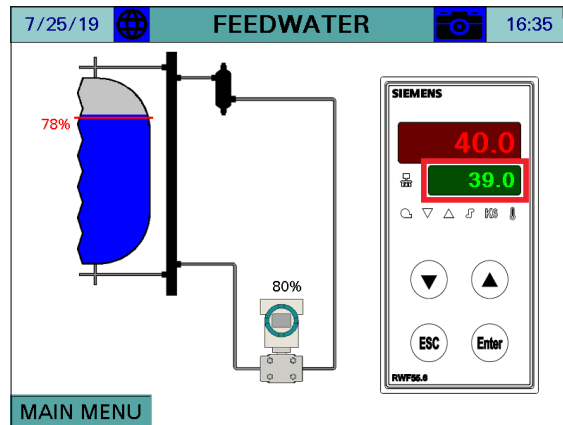 7/25/19 FEEDWATER 16:35
SIEMENS
78%
40.0
39.0
K6
80%
ESC Enter
RWF55.6
MAIN MENU